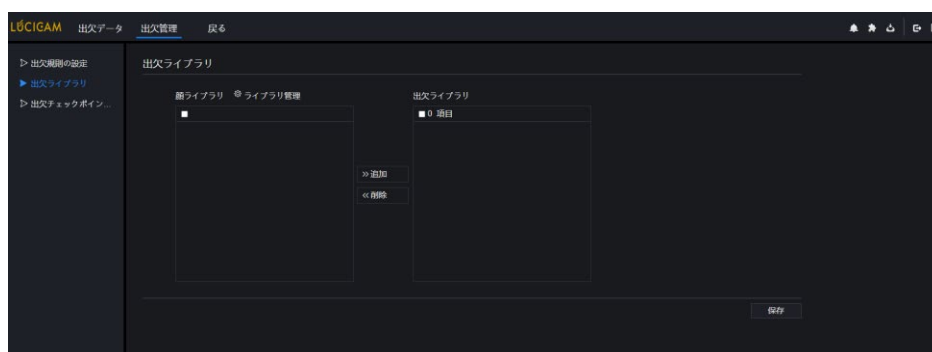 LUCIGAM 出欠データ 出欠管理 戻る
▷ 出欠規則の設定
▶ 出欠ライブラリ
▷ 出欠チェックポイン...
出欠ライブラリ
顔ライブラリ ライブラリ管理
出欠ライブラリ
0 項目
» 追加
« 削除
保存